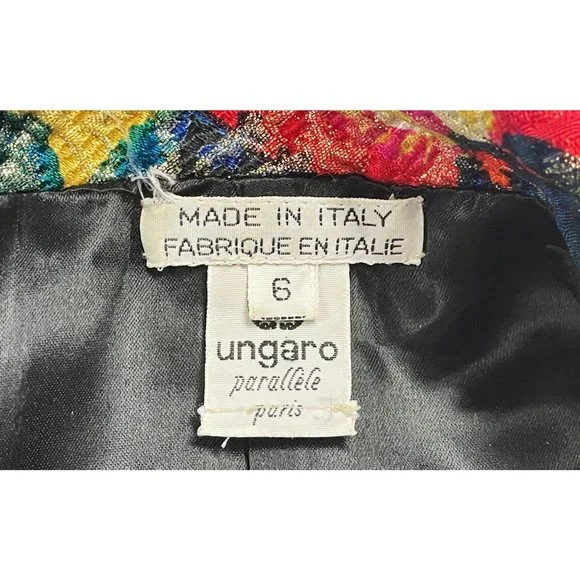 MADE IN ITALY
FABRIQUE EN ITALIE
6
ungaro
parallèle
paris